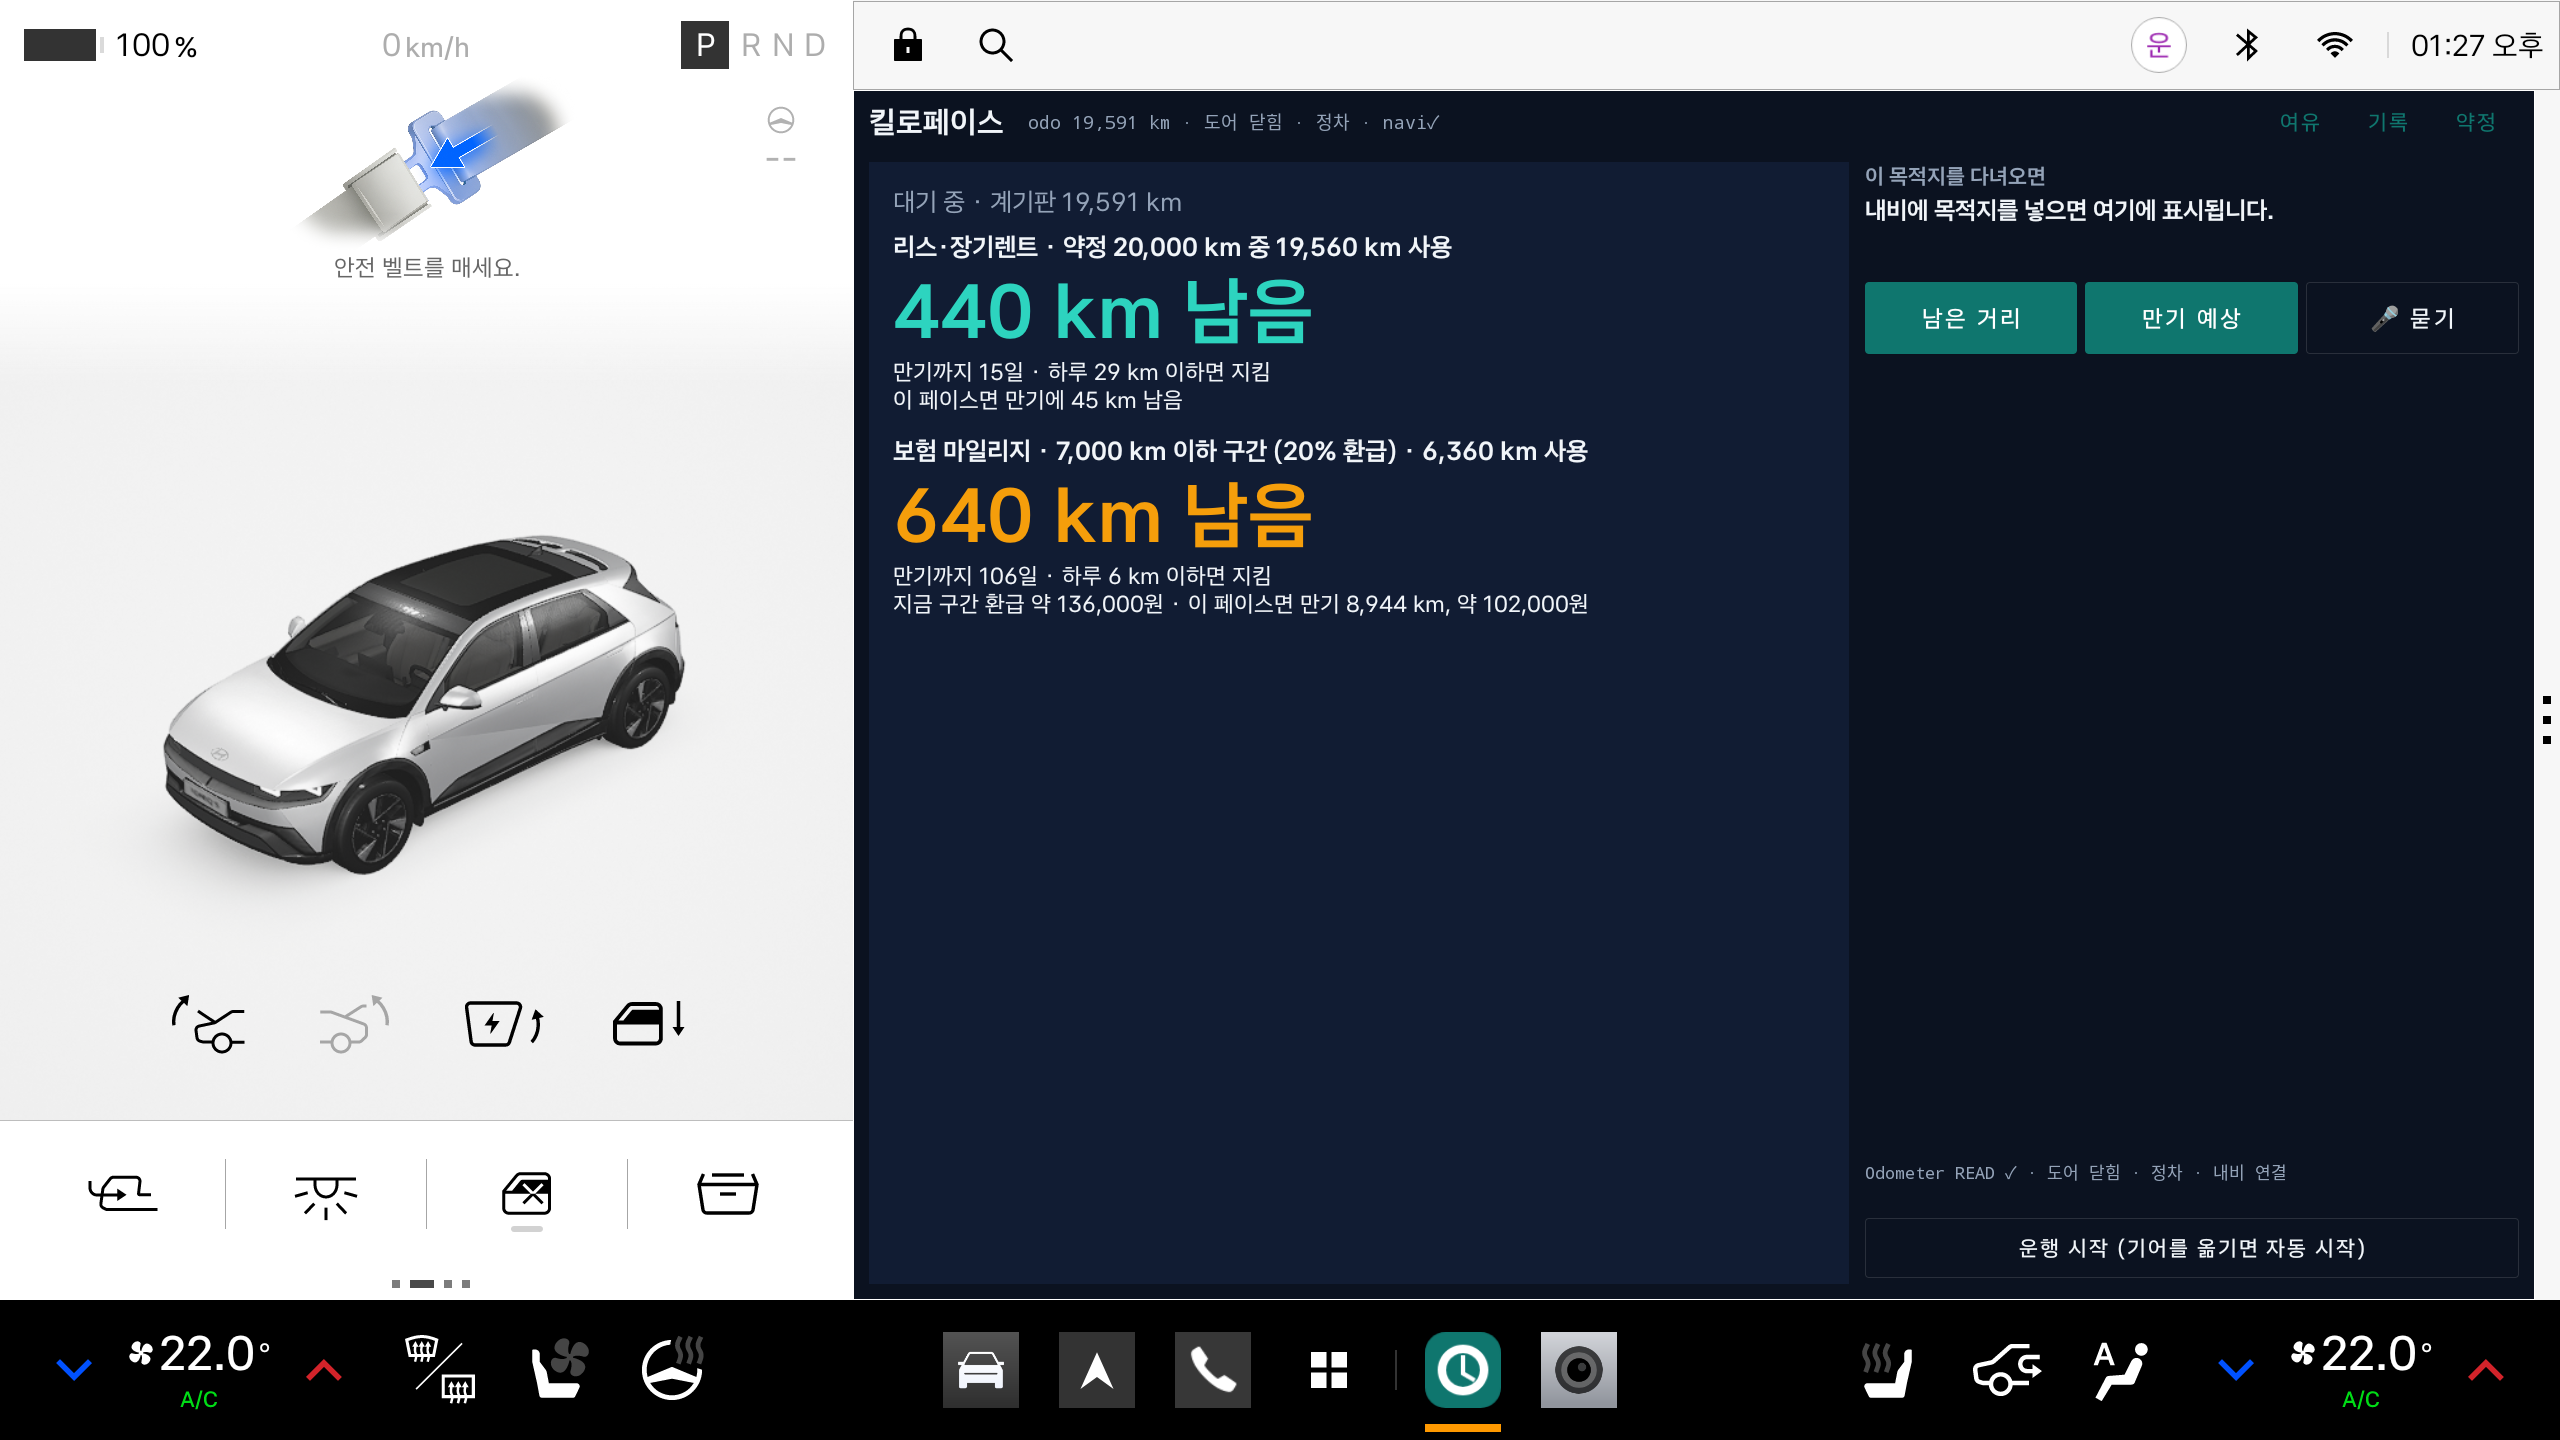 100 %
0 km/h
P R N D
안전 벨트를 매세요.
운
01:27 오후
킬로페이스
odo 19,591 km · 도어 닫힘 · 정차 · navi✓
여유 기록 약정
대기 중 · 계기판 19,591 km
리스·장기렌트 · 약정 20,000 km 중 19,560 km 사용
440 km 남음
만기까지 15일 · 하루 29 km 이하면 지킴
이 페이스면 만기에 45 km 남음
보험 마일리지 · 7,000 km 이하 구간 (20% 환급) · 6,360 km 사용
640 km 남음
만기까지 106일 · 하루 6 km 이하면 지킴
지금 구간 환급 약 136,000원 · 이 페이스면 만기 8,944 km, 약 102,000원
이 목적지를 다녀오면
내비에 목적지를 넣으면 여기에 표시됩니다.
남은 거리
만기 예상
🎤 묻기
Odometer READ ✓ · 도어 닫힘 · 정차 · 내비 연결
운행 시작 (기어를 옮기면 자동 시작)
22.0°
A/C
A
22.0°
A/C